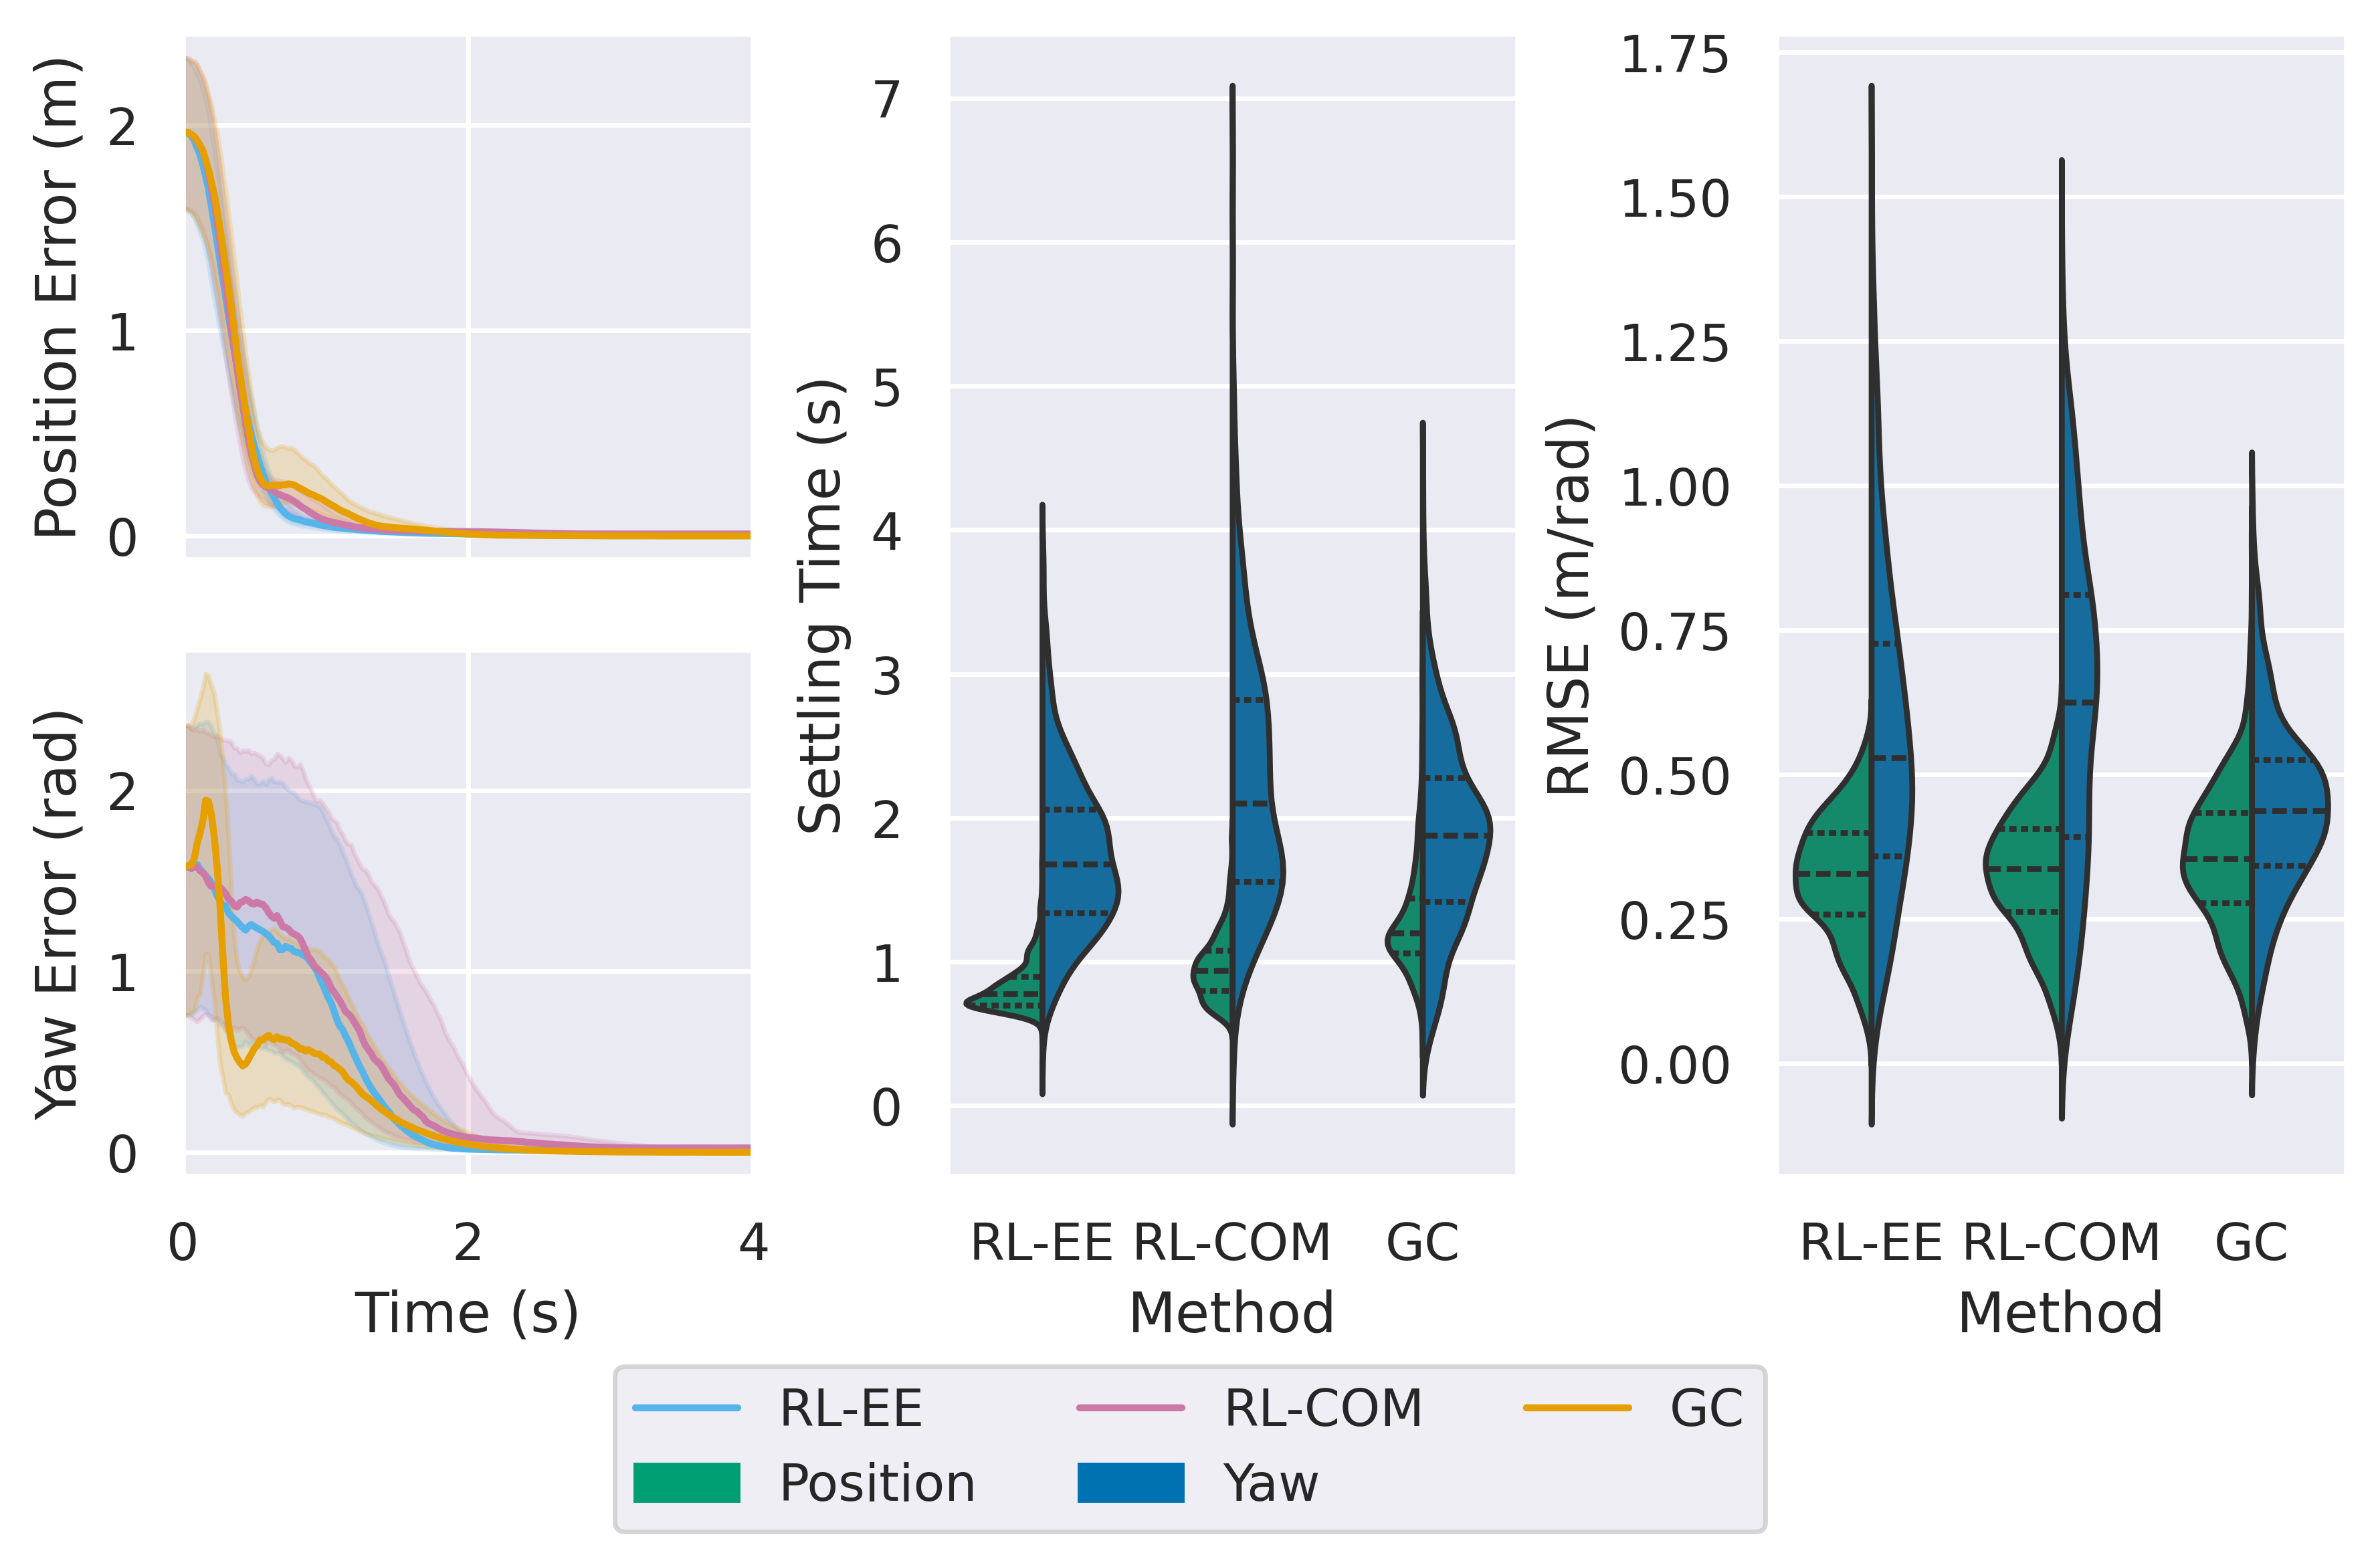 Position Error (m)
2
1
0
Yaw Error (rad)
2
1
0
0 2 4
Time (s)
Settling Time (s)
7
6
5
4
3
2
1
0
RL-EE RL-COM GC
Method
RMSE (m/rad)
1.75
1.50
1.25
1.00
0.75
0.50
0.25
0.00
RL-EE RL-COM GC
Method
RL-EE RL-COM GC
Position Yaw